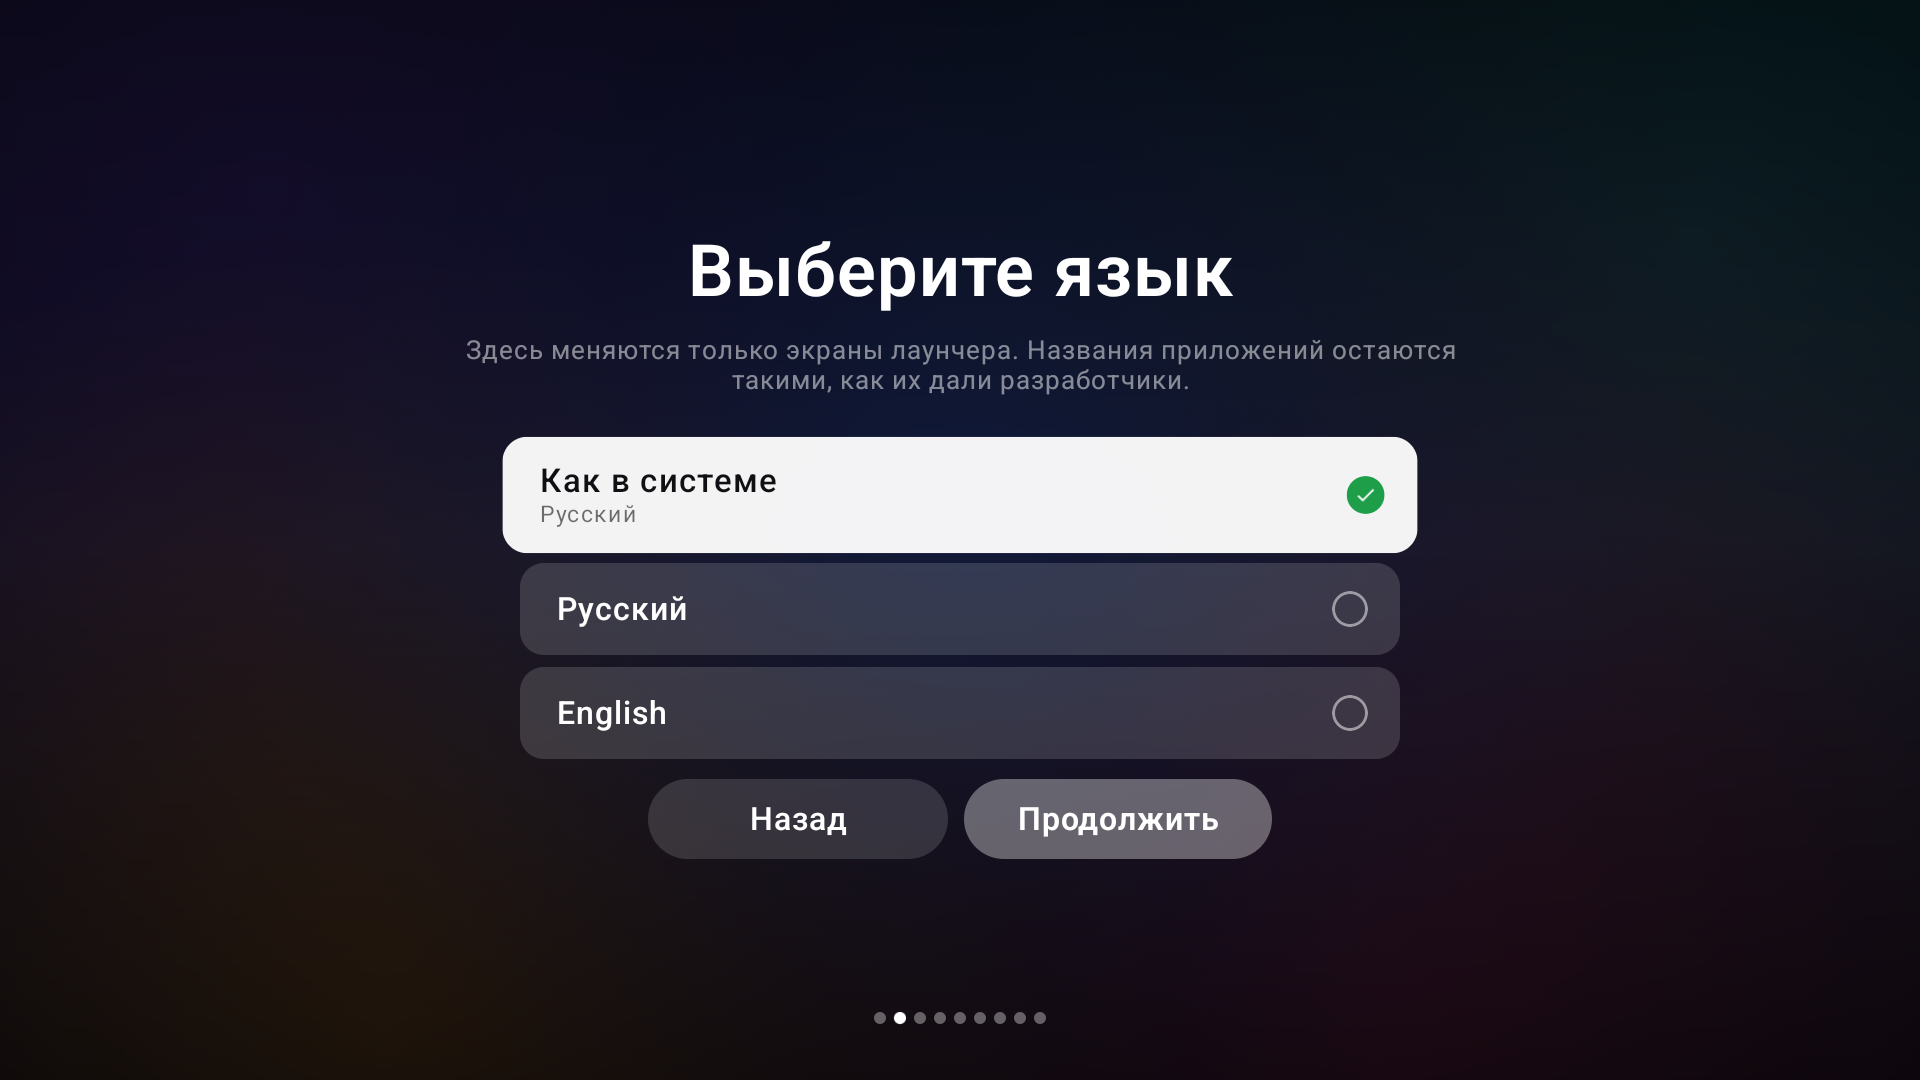 Выберите язык
Здесь меняются только экраны лаунчера. Названия приложений остаются
такими, как их дали разработчики.
Как в системе
Русский
Русский
English
Назад
Продолжить